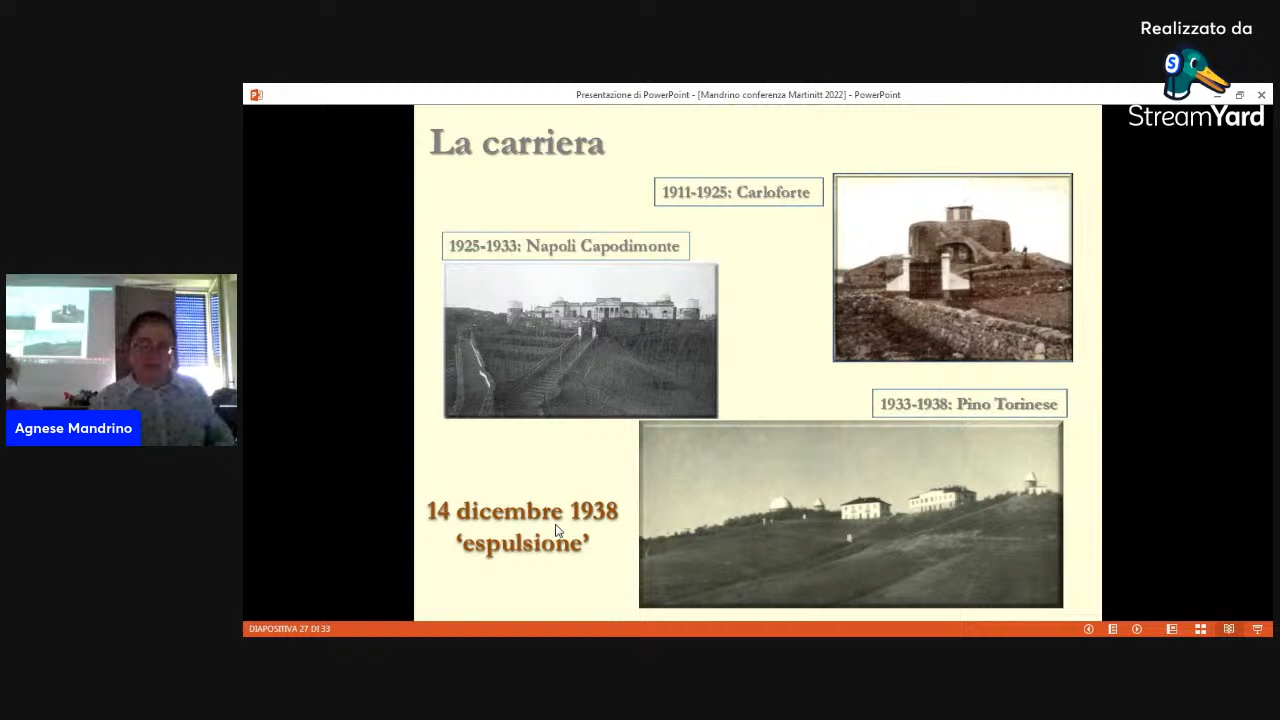 Realizzato da
StreamYard
Presentazione di PowerPoint - [Mandrino conferenza Martinitt 2022] - PowerPoint
La carriera
1911-1925: Carloforte
1925-1933: Napoli Capodimonte
1933-1938: Pino Torinese
14 dicembre 1938
‘espulsione’
Agnese Mandrino
DIAPOSITIVA 27 DI 33